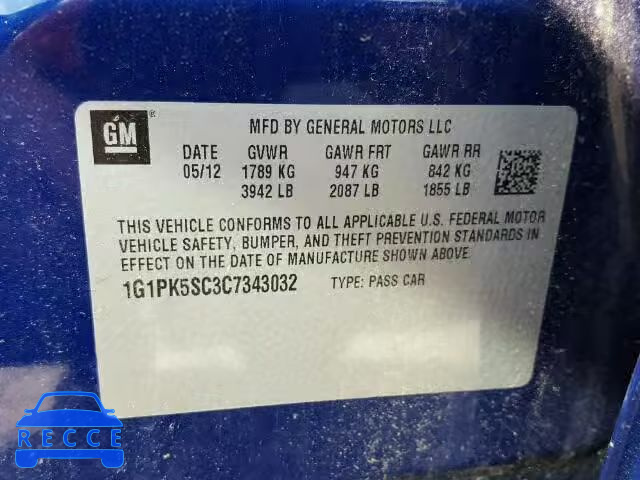 GM ®
MFD BY GENERAL MOTORS LLC
DATE GVWR GAWR FRT GAWR RR
05/12 1789 KG 947 KG 842 KG
3942 LB 2087 LB 1855 LB
THIS VEHICLE CONFORMS TO ALL APPLICABLE U.S. FEDERAL MOTOR
VEHICLE SAFETY, BUMPER, AND THEFT PREVENTION STANDARDS IN
EFFECT ON THE DATE OF MANUFACTURE SHOWN ABOVE.
1G1PK5SC3C7343032 TYPE: PASS CAR
RECCE